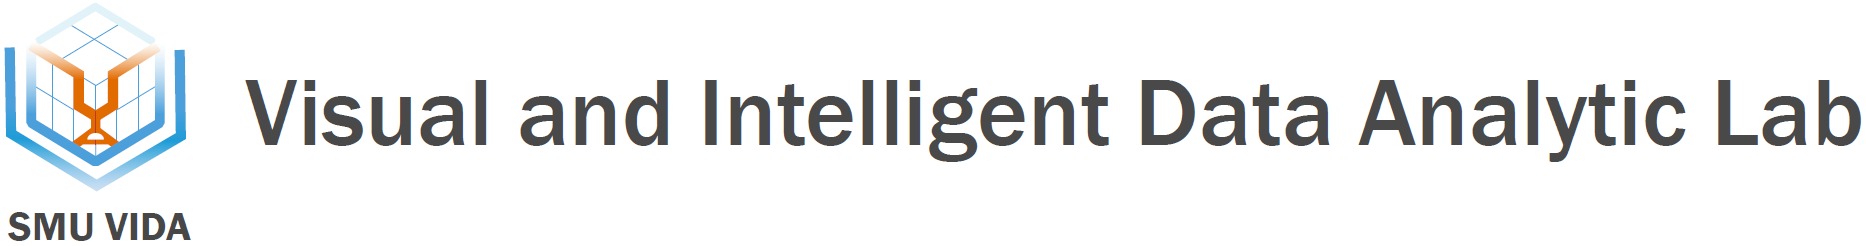 Visual and Intelligent Data Analytic Lab
SMU VIDA